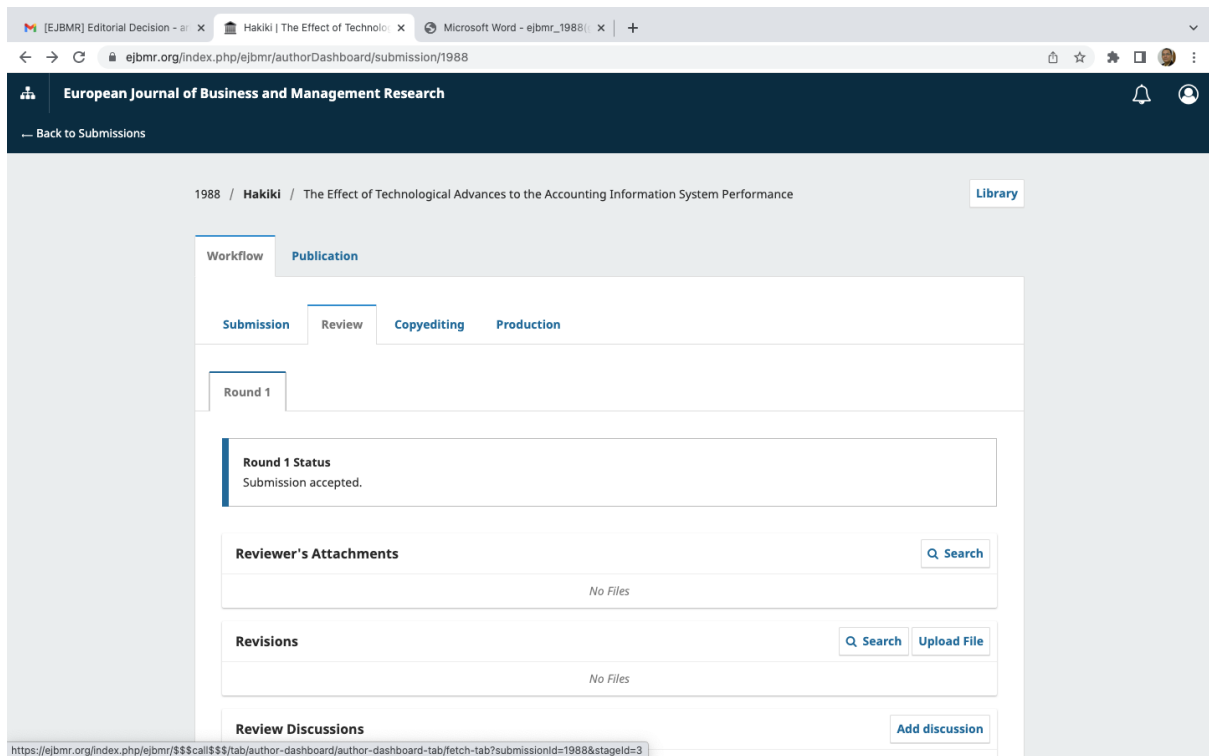 [EJBMR] Editorial Decision - ar
Hakiki | The Effect of Technolog
Microsoft Word - ejbmr_1988(
ejbmr.org/index.php/ejbmr/authorDashboard/submission/1988
European Journal of Business and Management Research
← Back to Submissions
1988 / Hakiki / The Effect of Technological Advances to the Accounting Information System Performance
Library
Workflow Publication
Submission Review Copyediting Production
Round 1
Round 1 Status
Submission accepted.
Reviewer's Attachments Search
No Files
Revisions Search Upload File
No Files
Review Discussions Add discussion
https://ejbmr.org/index.php/ejbmr/$$$call$$$/tab/author-dashboard/author-dashboard-tab/fetch-tab?submissionId=1988&stageId=3